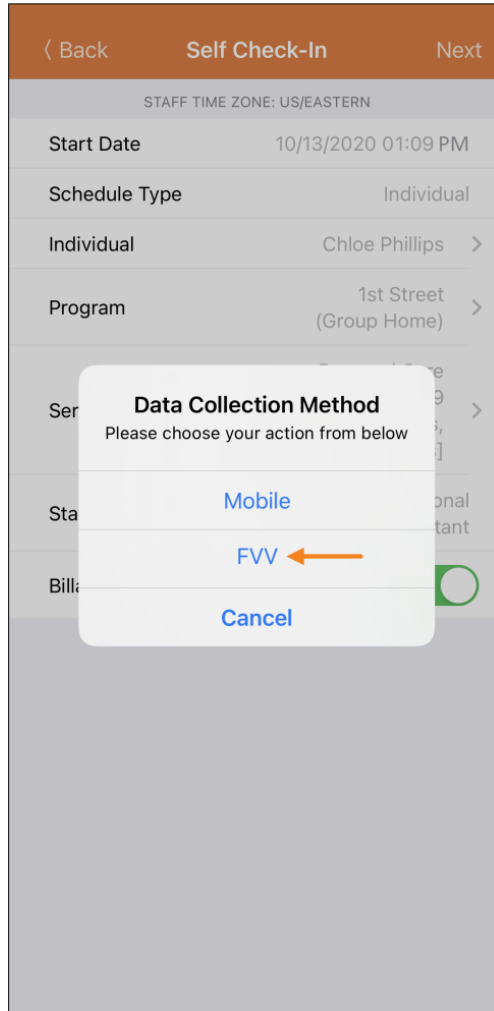 Back Self Check-In Next
STAFF TIME ZONE: US/EASTERN
Start Date 10/13/2020 01:09 PM
Schedule Type Individual
Individual Chloe Phillips
Program 1st Street
(Group Home)
Data Collection Method
Please choose your action from below
Mobile
FVV
Cancel